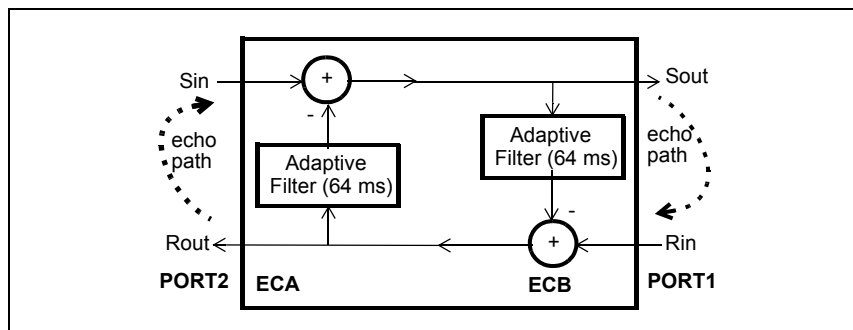 Sin
+
Sout
-
echo
path
Adaptive
Filter (64 ms)
Adaptive
Filter (64 ms)
echo
path
-
Rout
+
Rin
PORT2
ECA
ECB
PORT1